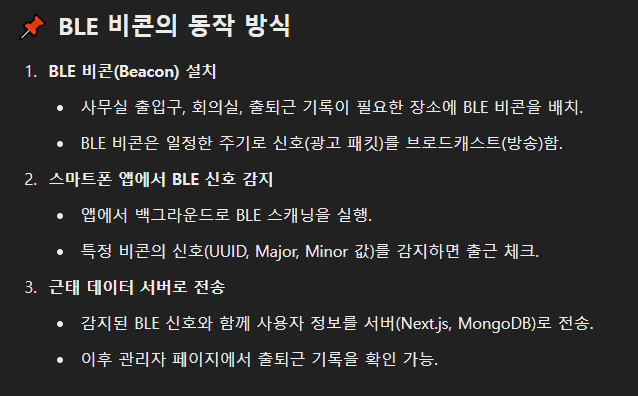 📌 BLE 비콘의 동작 방식
1. BLE 비콘(Beacon) 설치
• 사무실 출입구, 회의실, 출퇴근 기록이 필요한 장소에 BLE 비콘을 배치.
• BLE 비콘은 일정한 주기로 신호(광고 패킷)를 브로드캐스트(방송)함.
2. 스마트폰 앱에서 BLE 신호 감지
• 앱에서 백그라운드로 BLE 스캐닝을 실행.
• 특정 비콘의 신호(UUID, Major, Minor 값)를 감지하면 출근 체크.
3. 근태 데이터 서버로 전송
• 감지된 BLE 신호와 함께 사용자 정보를 서버(Next.js, MongoDB)로 전송.
• 이후 관리자 페이지에서 출퇴근 기록을 확인 가능.